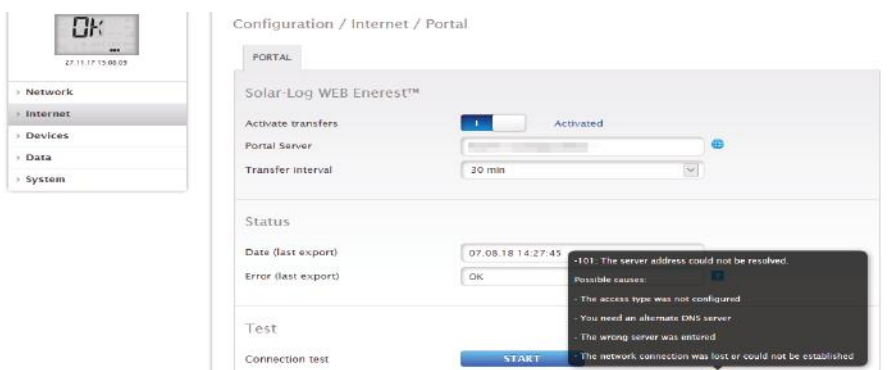 OK
27.11.17 15:08:09
› Network
› Internet
› Devices
› Data
› System
Configuration / Internet / Portal
PORTAL
Solar-Log WEB Enerest™
Activate transfers
I
Activated
Portal Server
Transfer interval
30 min
Status
Date (last export)
07.08.18 14:27:45
Error (last export)
OK
-101: The server address could not be resolved.
Possible causes:
- The access type was not configured
- You need an alternate DNS server
- The wrong server was entered
- The network connection was lost or could not be established
Test
Connection test
START